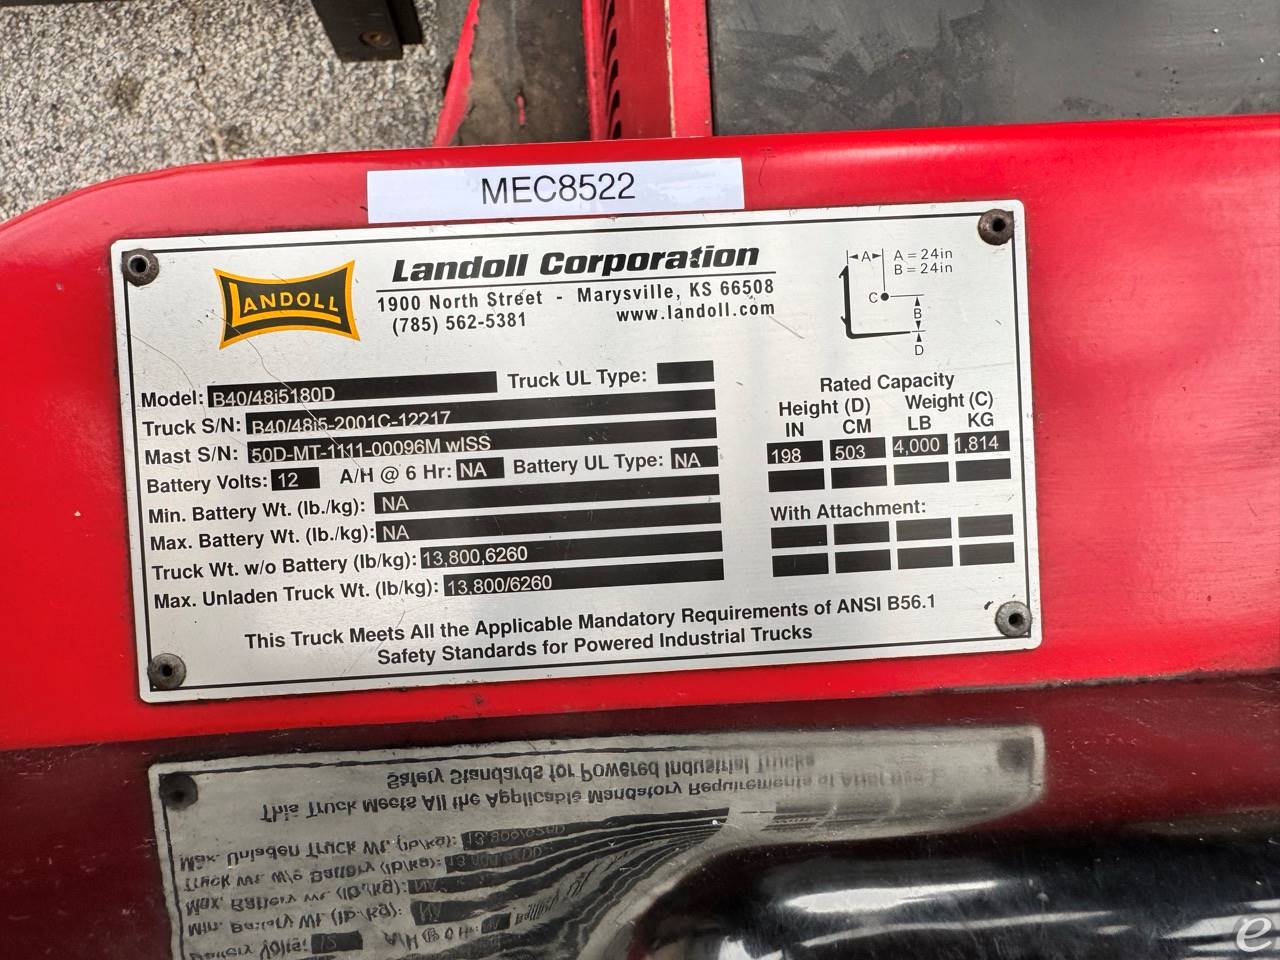 MEC8522
LANDOLL
Landoll Corporation
1900 North Street - Marysville, KS 66508
(785) 562-5381 www.landoll.com
A A = 24in
B = 24in
C
B
D
Model: B40/48i5180D Truck UL Type:
Truck S/N: B40/48i5-2001C-12217
Mast S/N: 50D-MT-1111-00096M wISS
Battery Volts: 12 A/H @ 6 Hr: NA Battery UL Type: NA
Min. Battery Wt. (lb./kg): NA
Max. Battery Wt. (lb./kg): NA
Truck Wt. w/o Battery (lb/kg): 13,800,6260
Max. Unladen Truck Wt. (lb/kg): 13.800/6260
Rated Capacity
Height (D) Weight (C)
IN CM LB KG
198 503 4,000 1,814
With Attachment:
This Truck Meets All the Applicable Mandatory Requirements of ANSI B56.1
Safety Standards for Powered Industrial Trucks
e